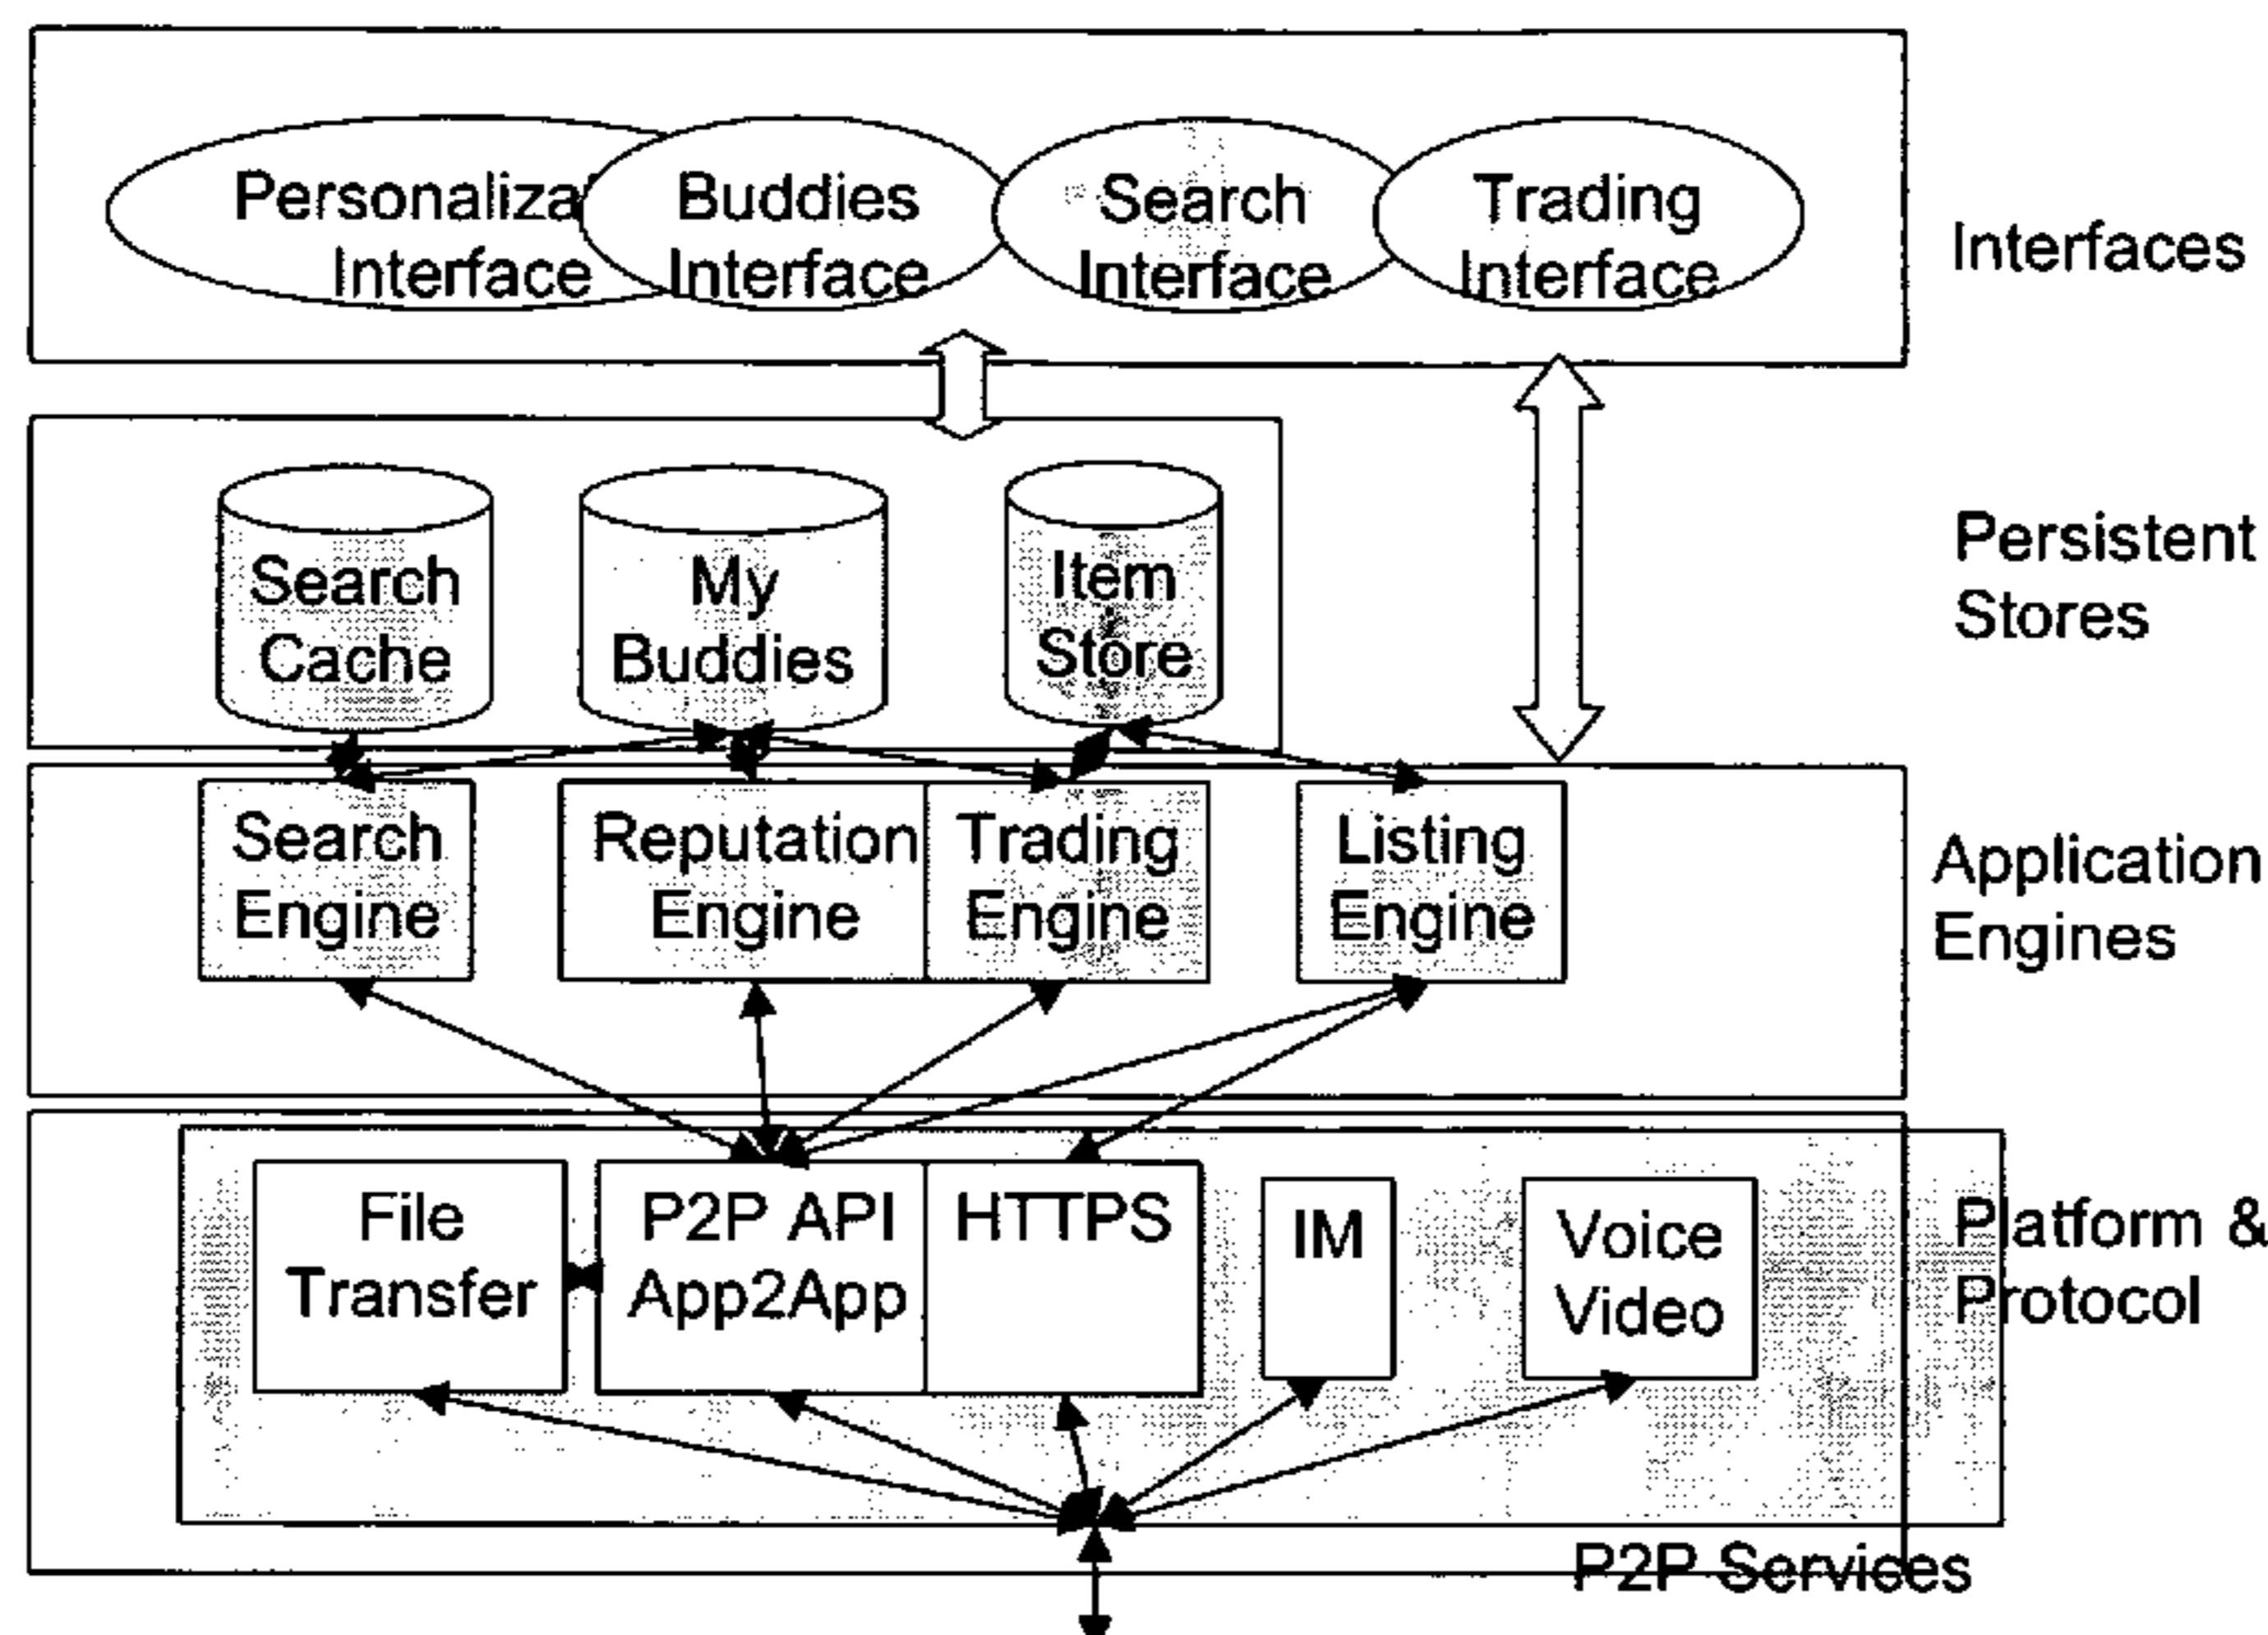 Personaliza
Interface
Buddies
Interface
Search
Interface
Trading
Interface
Interfaces
Search
Cache
My
Buddies
Item
Store
Persistent
Stores
Search
Engine
Reputation
Engine
Trading
Engine
Listing
Engine
Application
Engines
File
Transfer
P2P API
App2App
HTTPS
IM
Voice
Video
Platform &
Protocol
P2P Services